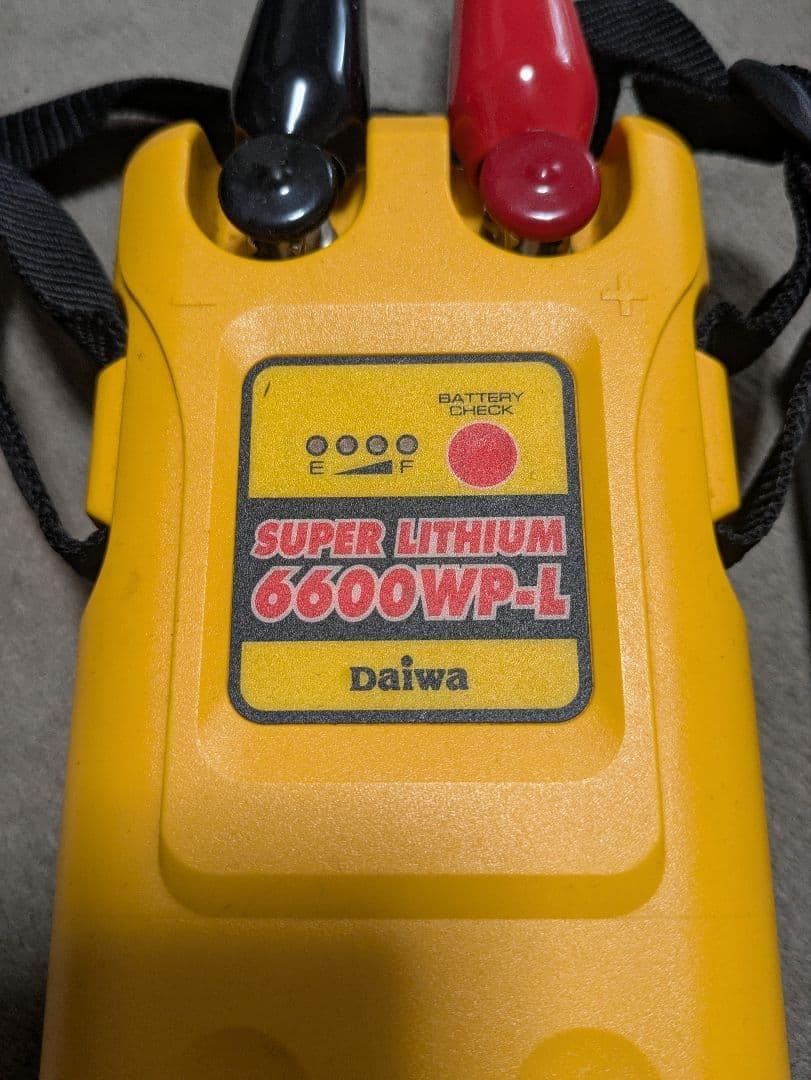 − +
BATTERY
CHECK
E F
SUPER LITHIUM
6600WP-L
Daiwa